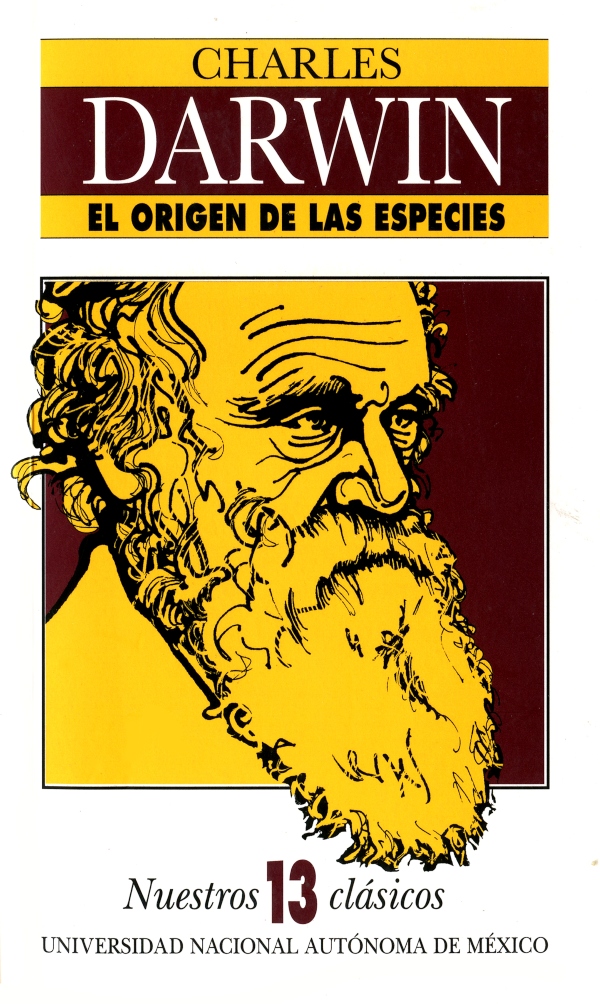 CHARLES
DARWIN
EL ORIGEN DE LAS ESPECIES
Nuestros 13 clásicos
UNIVERSIDAD NACIONAL AUTÓNOMA DE MÉXICO